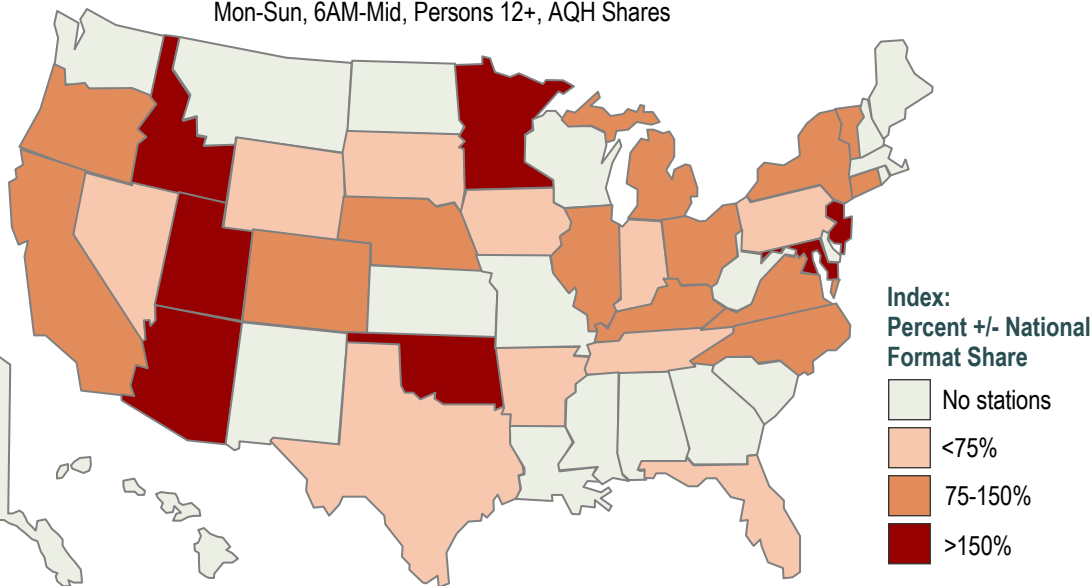 Mon-Sun, 6AM-Mid, Persons 12+, AQH Shares
Index:
Percent +/- National
Format Share
No stations
<75%
75-150%
>150%